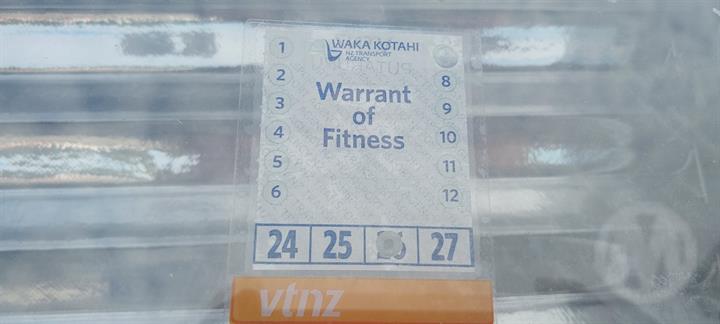 WAKA KOTAHI
NZ TRANSPORT
AGENCY
1
2
3
4
5
6
Warrant
of
Fitness
8
9
10
11
12
24 25 26 27
vtnz